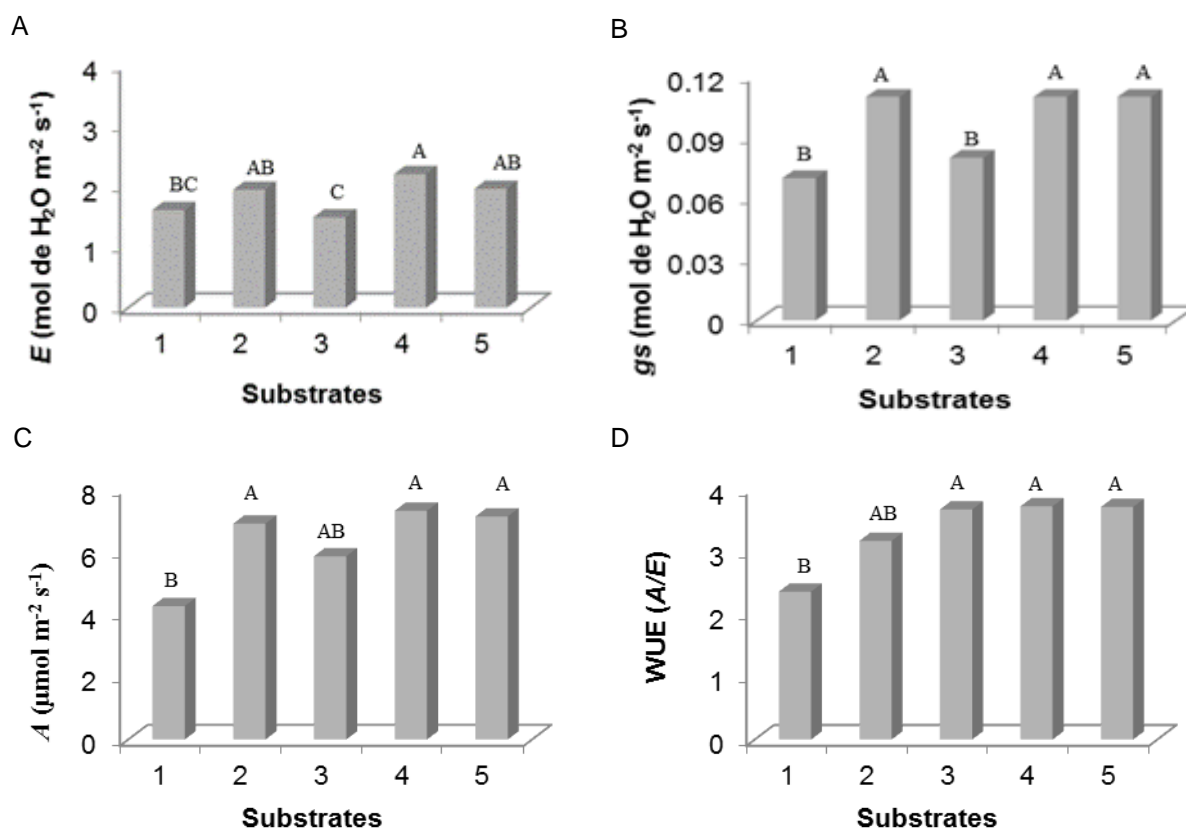 A
E (mol de H₂O m⁻² s⁻¹)
4
3
2
1
0
BC
AB
C
A
AB
1 2 3 4 5
Substrates
B
gs (mol de H₂O m⁻² s⁻¹)
0.12
0.09
0.06
0.03
0
B
A
B
A
A
1 2 3 4 5
Substrates
C
A (µmol m⁻² s⁻¹)
8
6
4
2
0
B
A
AB
A
A
1 2 3 4 5
Substrates
D
WUE (A/E)
4
3
2
1
0
B
AB
A
A
A
1 2 3 4 5
Substrates